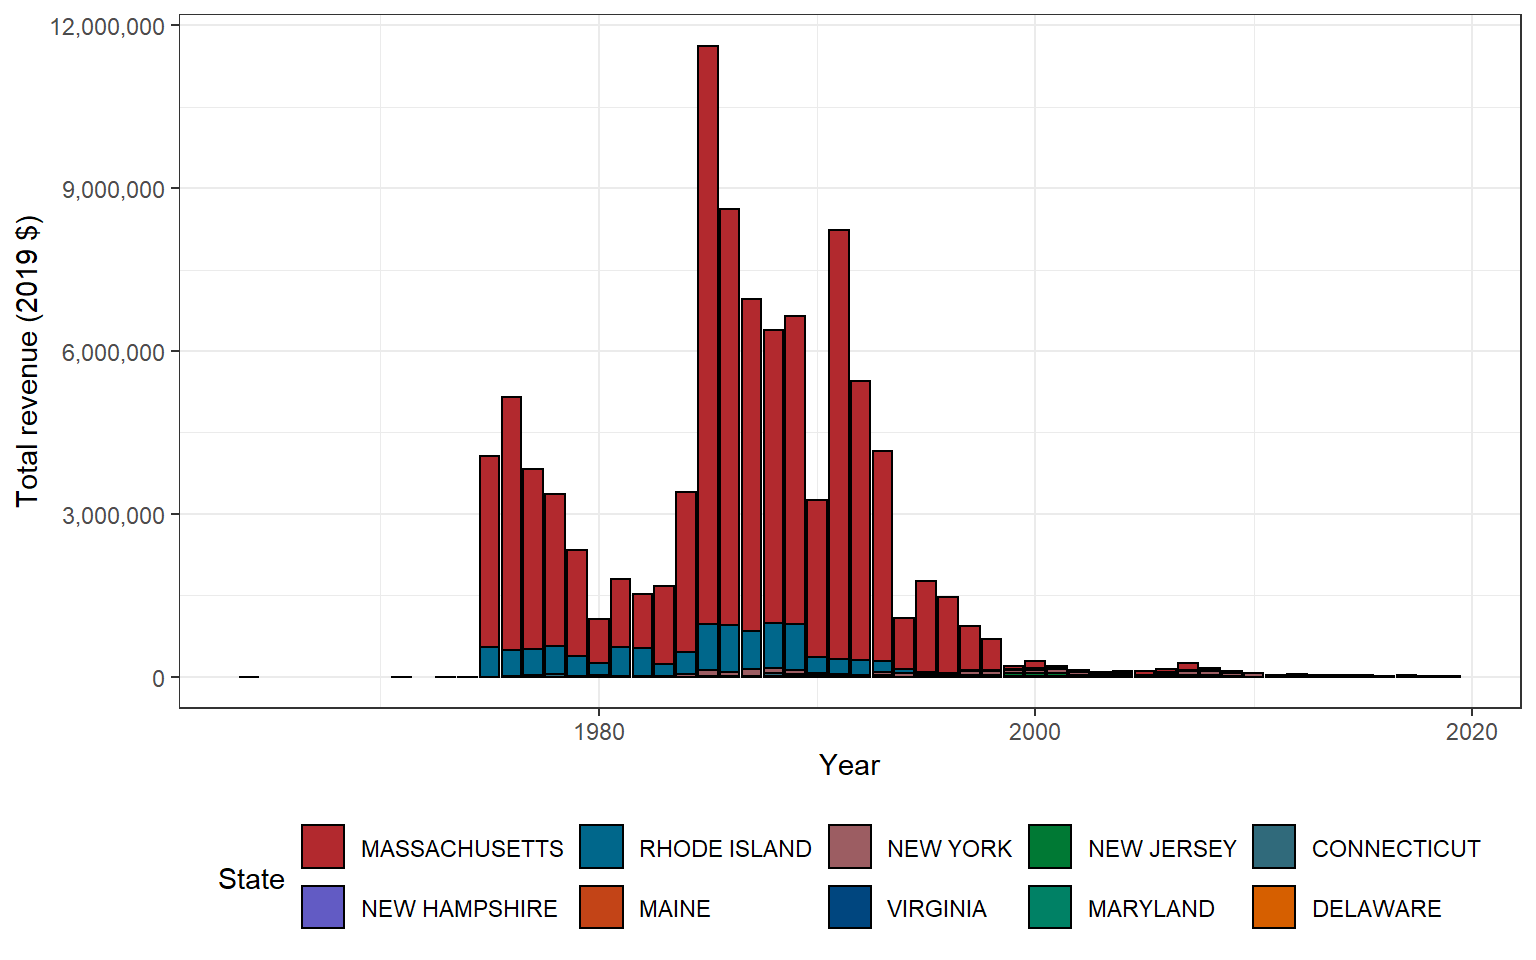 12,000,000
9,000,000
6,000,000
3,000,000
0
Total revenue (2019 $)
1980 2000 2020
Year
State
MASSACHUSETTS RHODE ISLAND NEW YORK NEW JERSEY CONNECTICUT
NEW HAMPSHIRE MAINE VIRGINIA MARYLAND DELAWARE